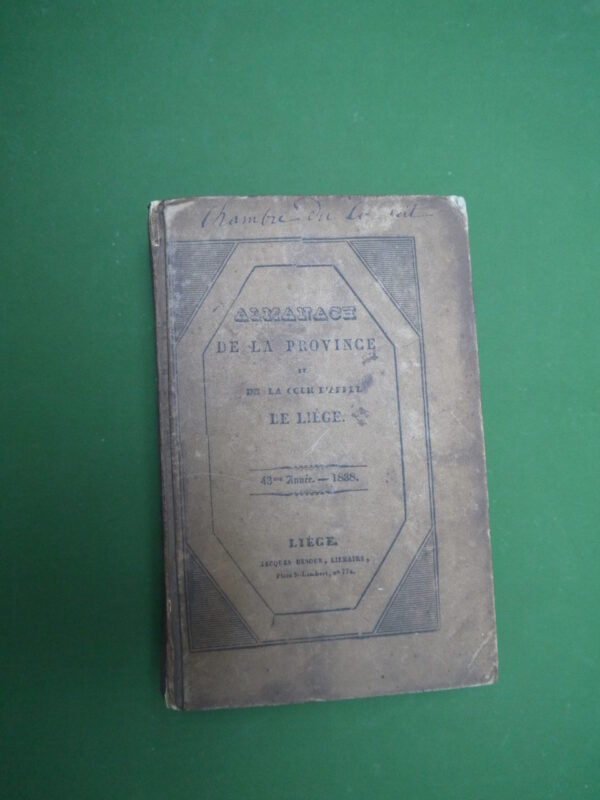 Chambre du
ALMANACH
DE LA PROVINCE
ET
DE LA COUR D'APPEL
DE LIÉGE.
43me Année. — 1838.
LIÉGE.
JACQUES DESOER, LIBRAIRE,
Place St-Lambert, no 774.